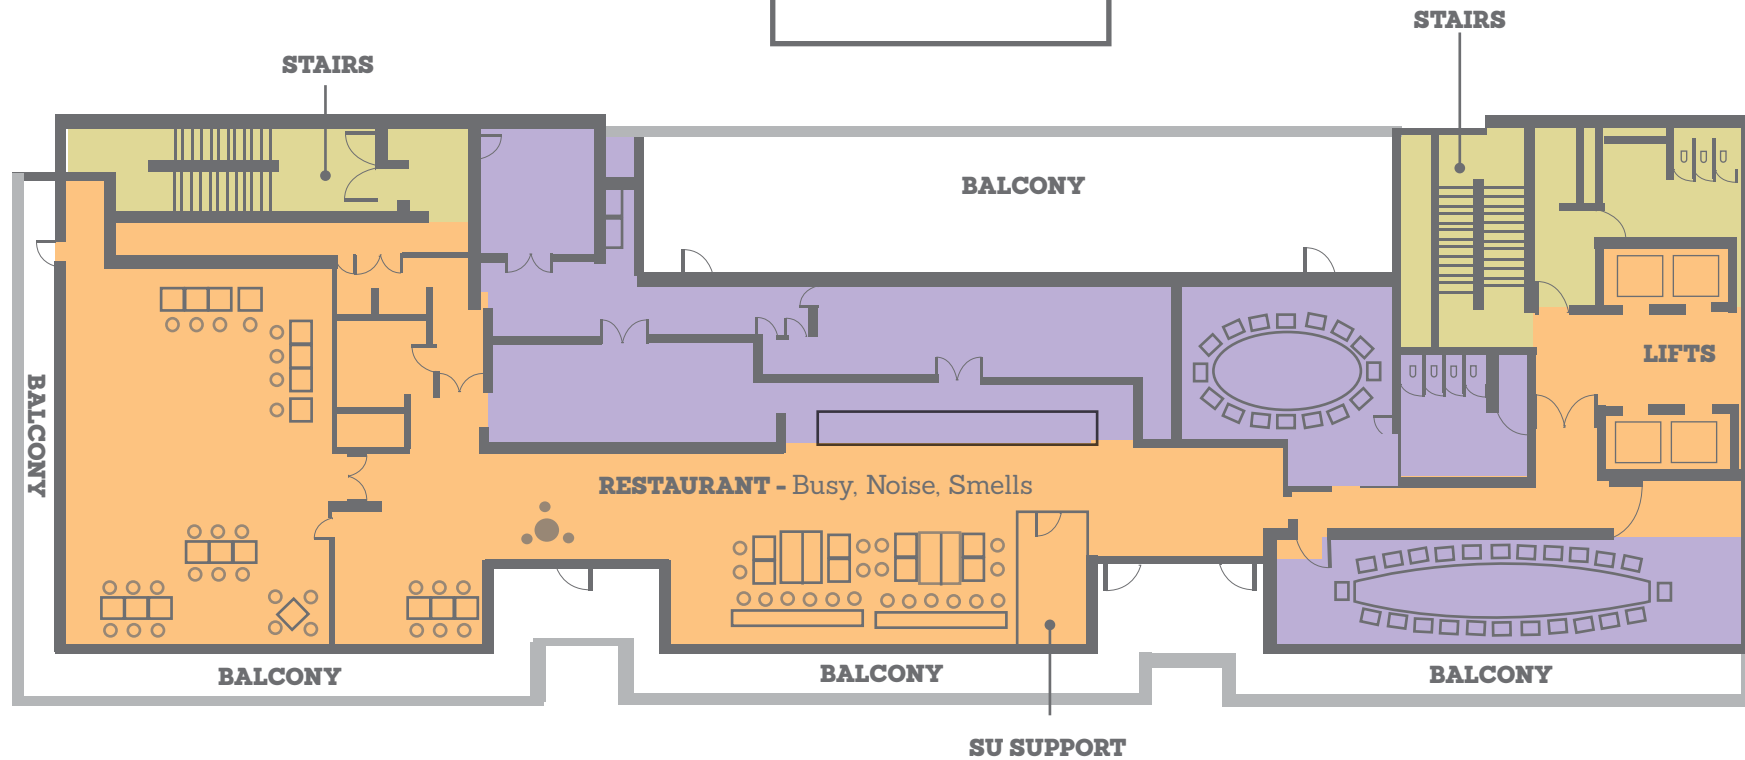 STAIRS
STAIRS
BALCONY
LIFTS
BALCONY
RESTAURANT - Busy, Noise, Smells
BALCONY
BALCONY
BALCONY
SU SUPPORT